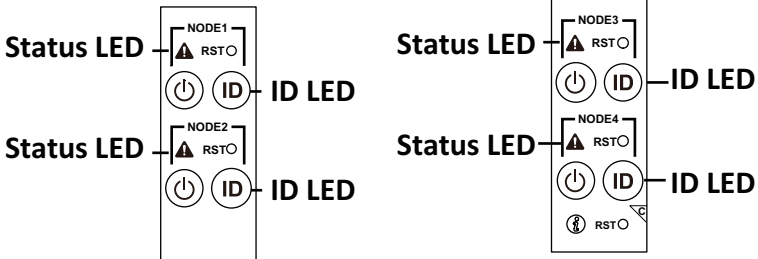 NODE1
Status LED
RST
ID
ID LED
NODE2
Status LED
RST
ID
ID LED
NODE3
Status LED
RST
ID
ID LED
NODE4
Status LED
RST
ID
ID LED
i
RST
C